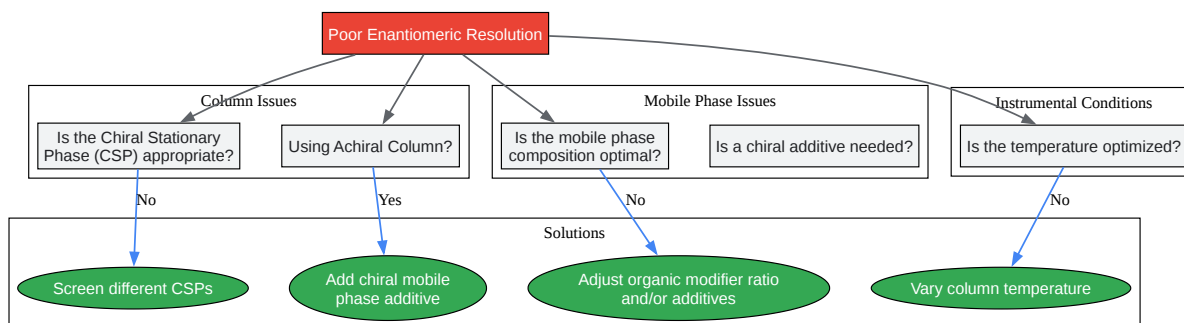 Poor Enantiomeric Resolution
Column Issues
Mobile Phase Issues
Instrumental Conditions
Is the Chiral Stationary
Phase (CSP) appropriate?
Using Achiral Column?
Is the mobile phase
composition optimal?
Is a chiral additive needed?
Is the temperature optimized?
No
Yes
No
No
Solutions
Screen different CSPs
Add chiral mobile
phase additive
Adjust organic modifier ratio
and/or additives
Vary column temperature